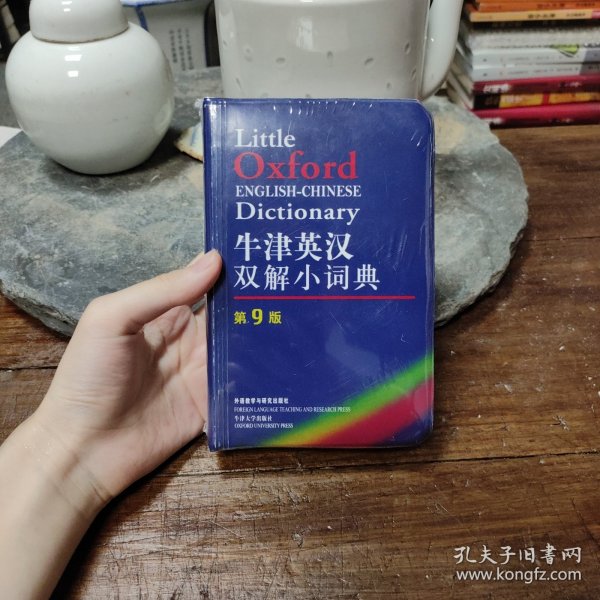 Little
Oxford
ENGLISH-CHINESE
Dictionary
牛津英汉
双解小词典
第9版
外语教学与研究出版社
FOREIGN LANGUAGE TEACHING AND RESEARCH PRESS
牛津大学出版社
OXFORD UNIVERSITY PRESS
孔夫子旧书网
www.kongfz.com